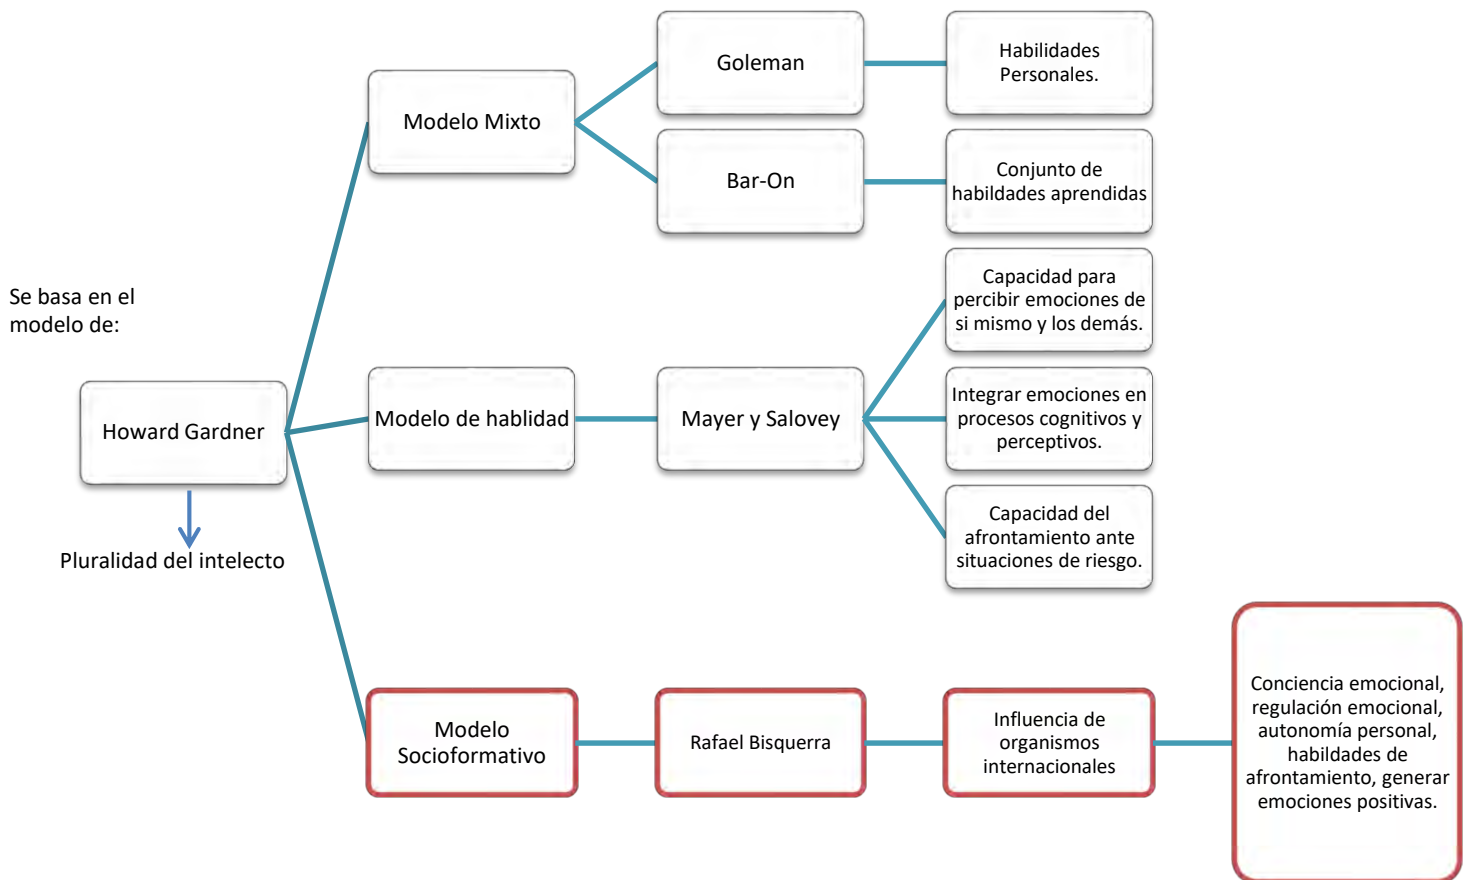 Se basa en el
modelo de:
Howard Gardner
Pluralidad del intelecto
Modelo Mixto
Goleman
Habilidades
Personales.
Bar-On
Conjunto de
habildades aprendidas
Modelo de hablidad
Mayer y Salovey
Capacidad para
percibir emociones de
si mismo y los demás.
Integrar emociones en
procesos cognitivos y
perceptivos.
Capacidad del
afrontamiento ante
situaciones de riesgo.
Modelo
Socioformativo
Rafael Bisquerra
Influencia de
organismos
internacionales
Conciencia emocional,
regulación emocional,
autonomía personal,
habildades de
afrontamiento, generar
emociones positivas.